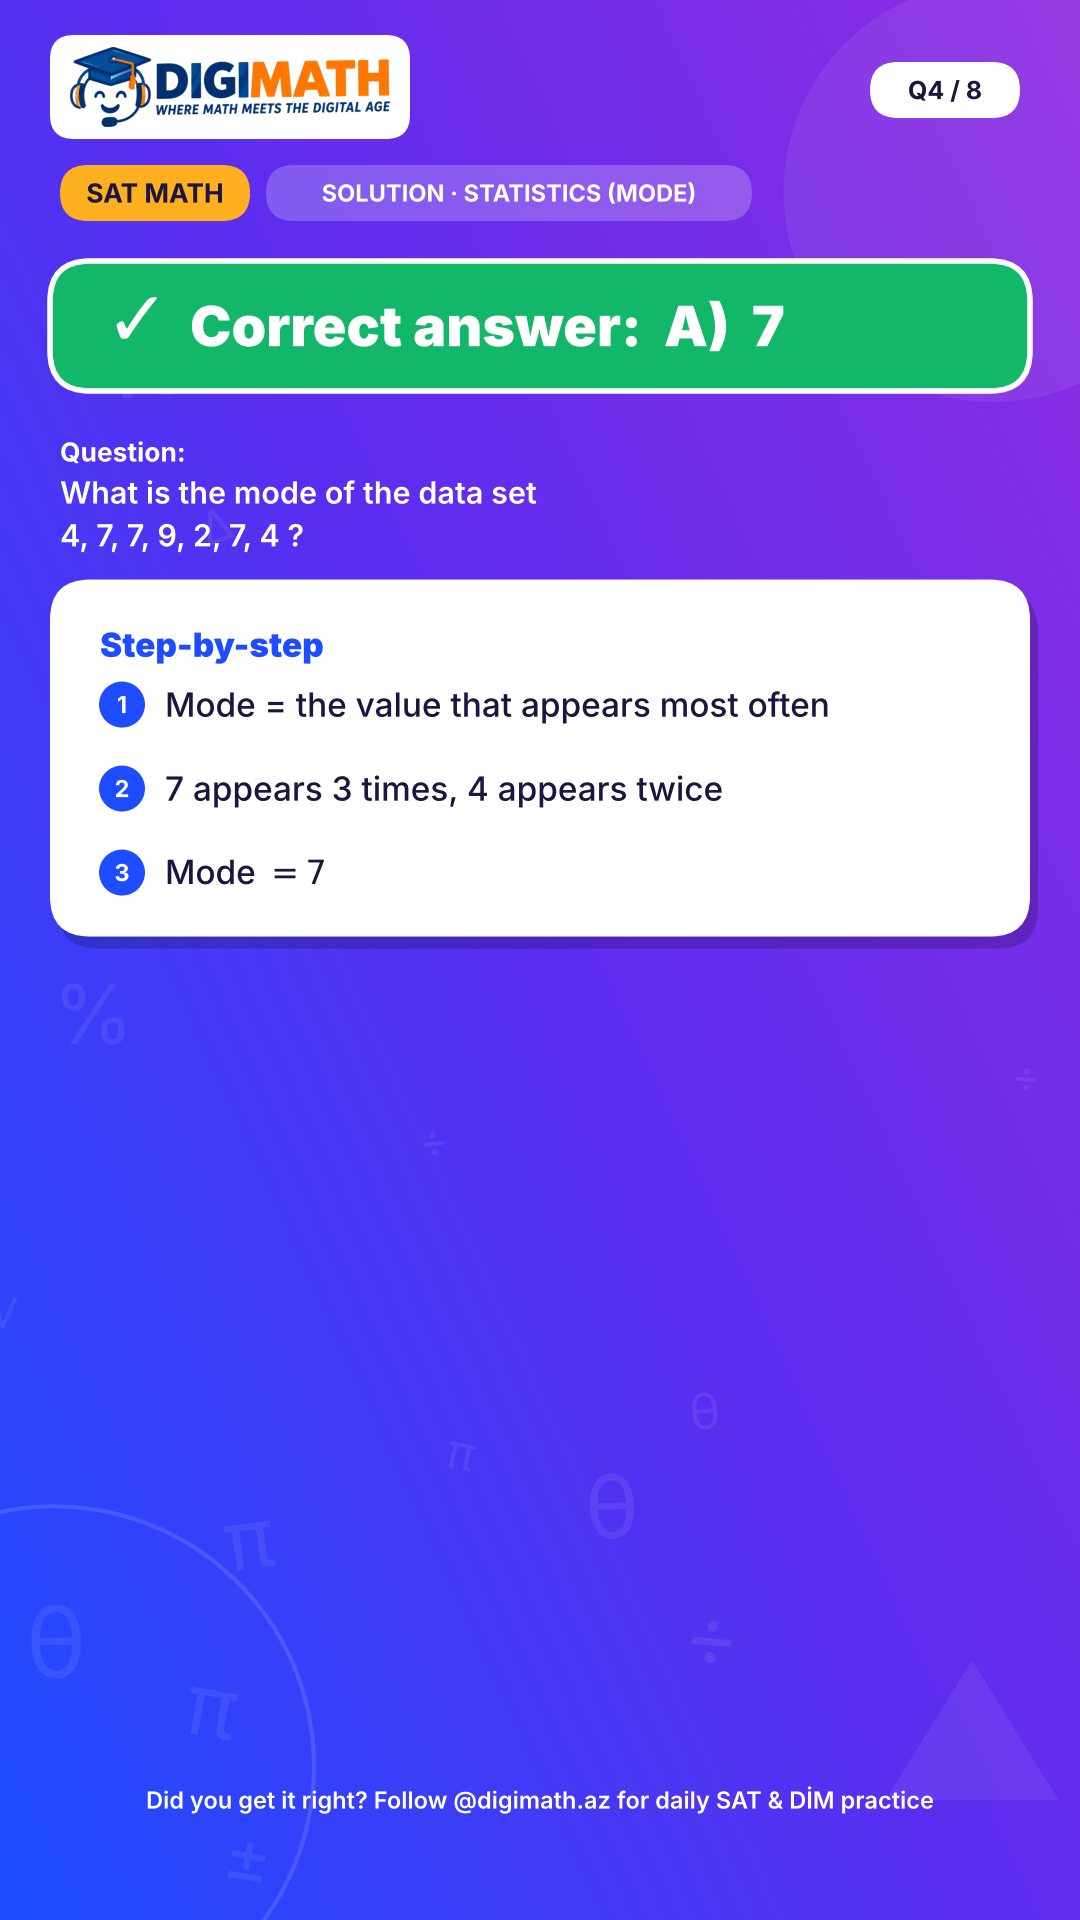 DIGIMATH
WHERE MATH MEETS THE DIGITAL AGE
Q4 / 8
SAT MATH
SOLUTION · STATISTICS (MODE)
✓ Correct answer: A) 7
Question:
What is the mode of the data set
4, 7, 7, 9, 2, 7, 4 ?
Step-by-step
1 Mode = the value that appears most often
2 7 appears 3 times, 4 appears twice
3 Mode = 7
%
÷
÷
√
θ
π
θ
π
θ
÷
π
Did you get it right? Follow @digimath.az for daily SAT & DİM practice
±